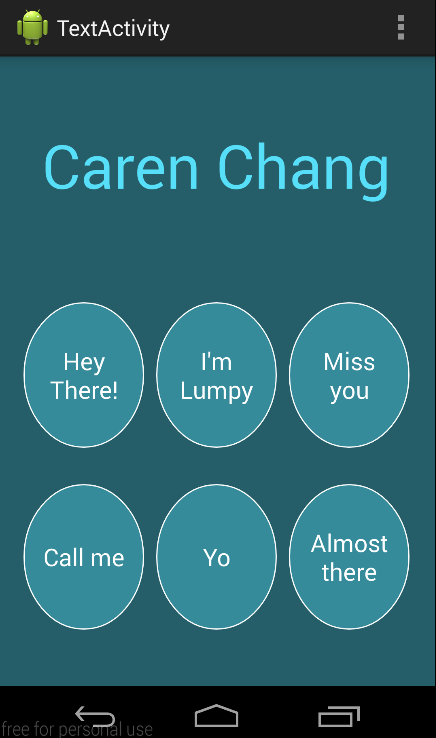 TextActivity
Caren Chang
Hey
There!
I'm
Lumpy
Miss
you
Call me
Yo
Almost
there
free for personal use